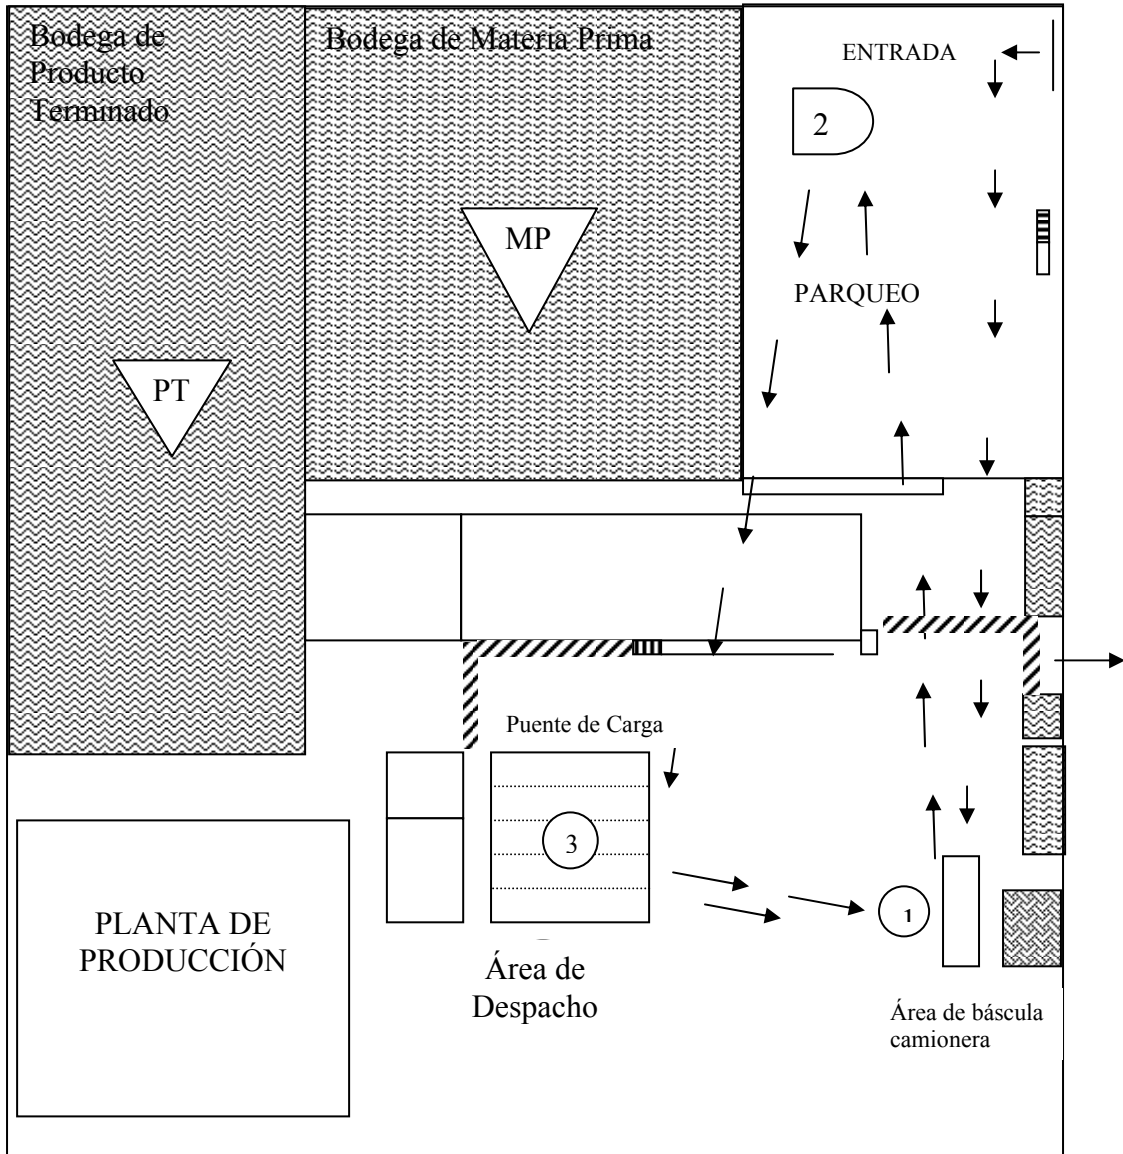 Bodega de
Producto
Terminado
Bodega de Materia Prima
ENTRADA
2
MP
PARQUEO
PT
Puente de Carga
3
1
PLANTA DE
PRODUCCIÓN
Área de
Despacho
Área de báscula
camionera